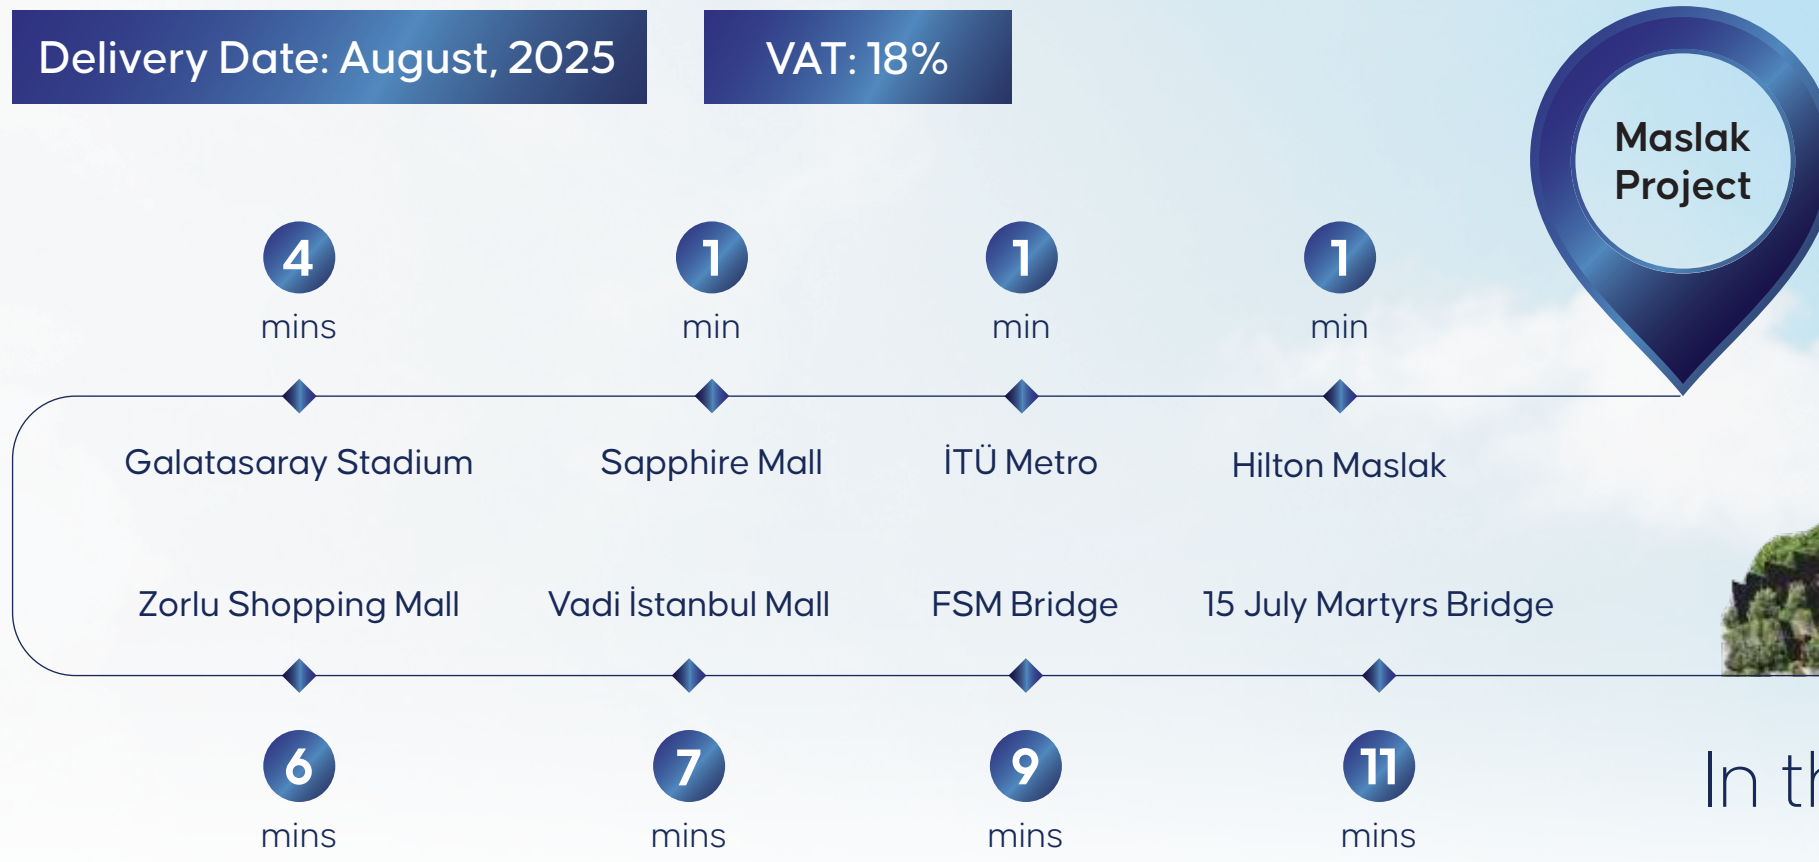 Delivery Date: August, 2025
VAT: 18%
Maslak
Project
4
mins
1
min
1
min
1
min
Galatasaray Stadium
Sapphire Mall
İTÜ Metro
Hilton Maslak
Zorlu Shopping Mall
Vadi İstanbul Mall
FSM Bridge
15 July Martyrs Bridge
6
mins
7
mins
9
mins
11
mins
In